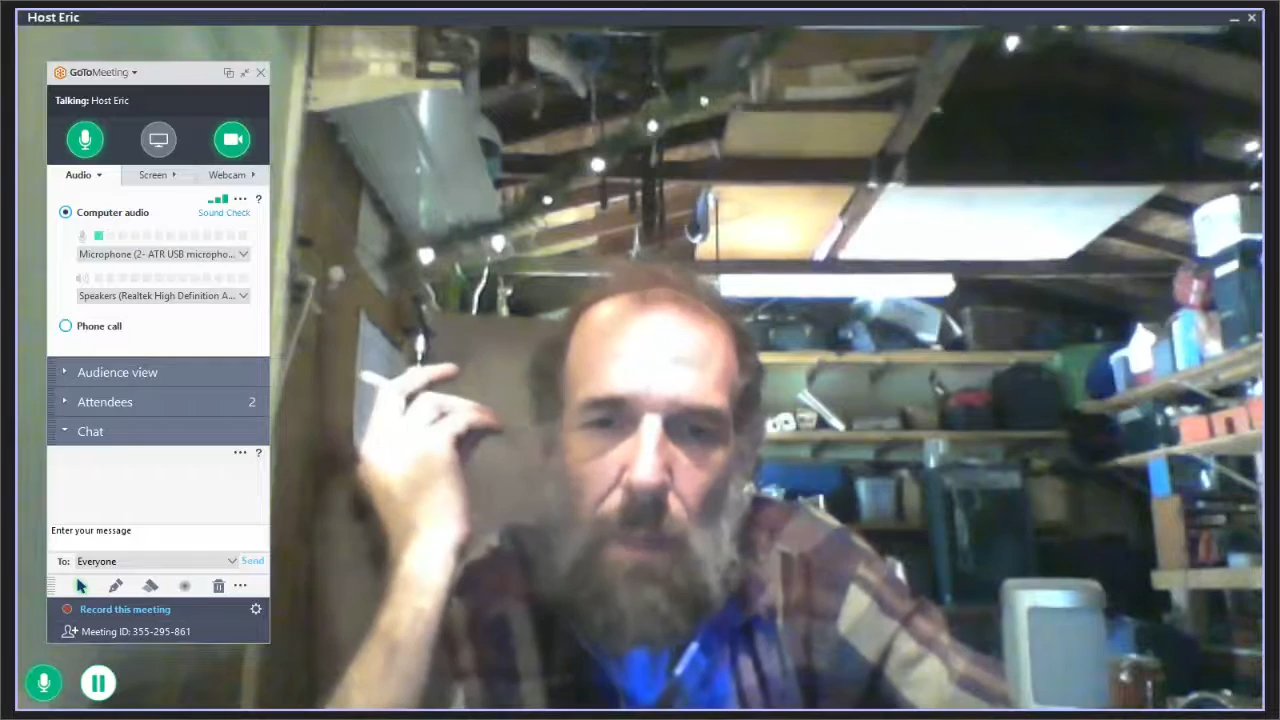 Host Eric
GoToMeeting
Talking: Host Eric
Audio Screen Webcam
?
Computer audio Sound Check
Microphone (2- ATR USB micropho...
Speakers (Realtek High Definition A...
Phone call
Audience view
Attendees 2
Chat
?
Enter your message
To: Everyone Send
Record this meeting
Meeting ID: 355-295-861